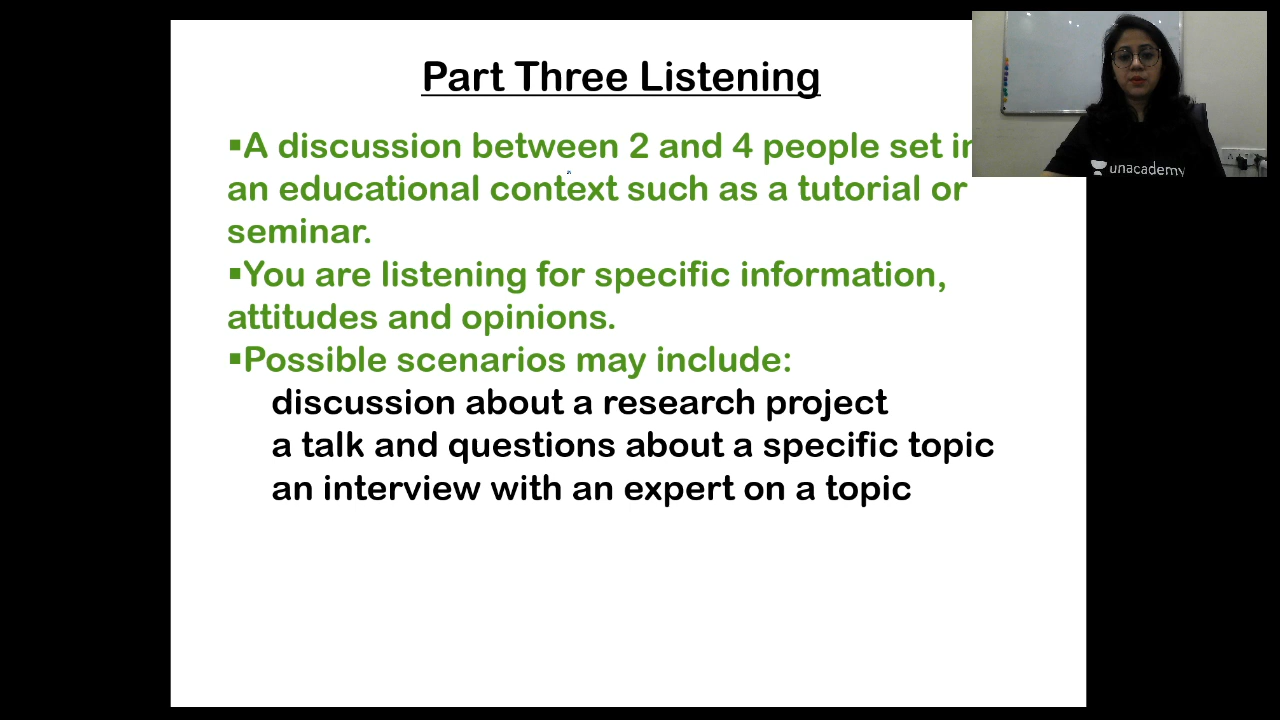 Part Three Listening
▪A discussion between 2 and 4 people set in
an educational context such as a tutorial or
seminar.
▪You are listening for specific information,
attitudes and opinions.
▪Possible scenarios may include:
discussion about a research project
a talk and questions about a specific topic
an interview with an expert on a topic
unacademy